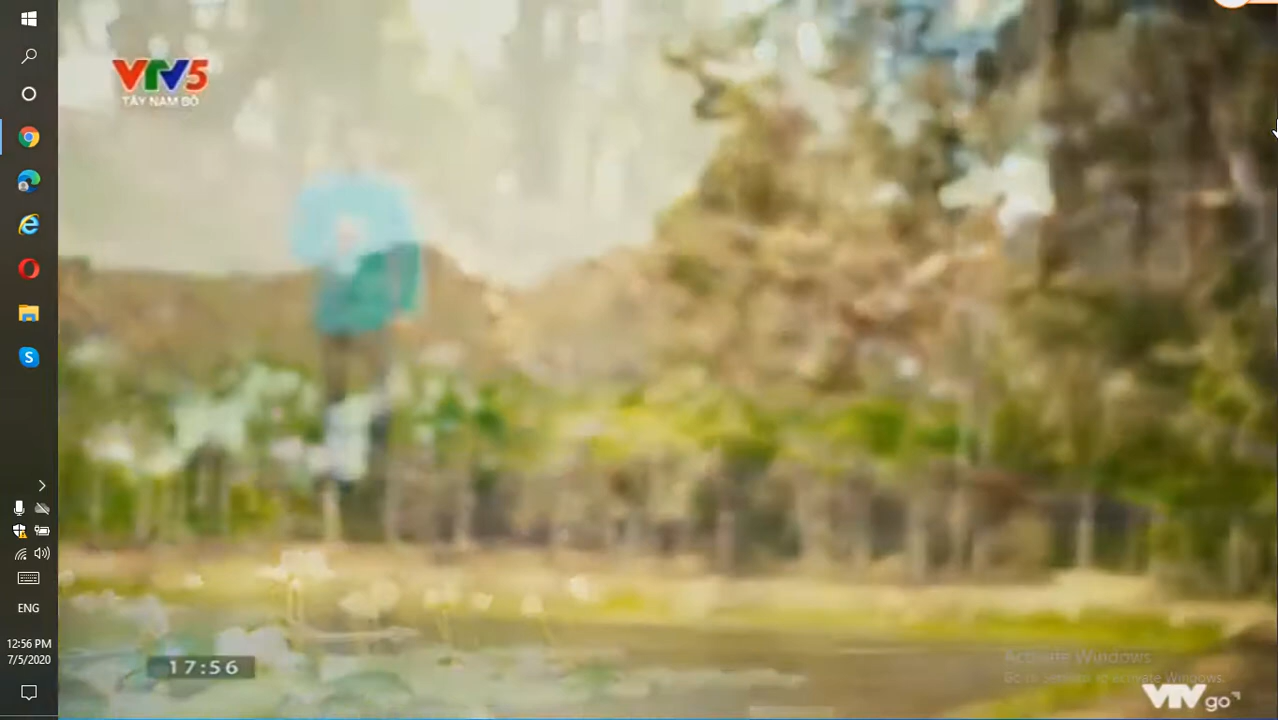 VTV5
TÂY NAM BỘ
ENG
12:56 PM
7/5/2020
17:56
Activate Windows
Go to Settings to activate Windows.
VTVgo